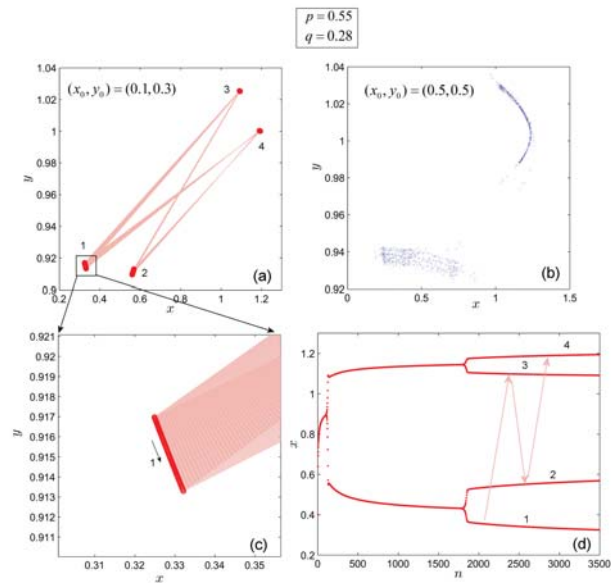 p = 0.55
q = 0.28
1.04
1.02
1
0.98
0.96
0.94
0.92
0.9
y
(x₀, y₀) = (0.1, 0.3)
3
4
1
2
(a)
0.2 0.4 0.6 0.8 1.0 1.2
x
1.04
1.02
1
0.98
0.96
0.94
0.92
y
(x₀, y₀) = (0.5, 0.5)
(b)
0 0.5 1 1.5
x
0.921
0.919
0.918
0.917
0.916
0.915
0.914
0.913
0.911
0.910
y
1
(c)
0.31 0.32 0.33 0.34 0.35
x
1.2
1.0
0.8
0.6
0.4
0.2
x
4
3
2
1
(d)
0 500 1000 1500 2000 2500 3000 3500
n